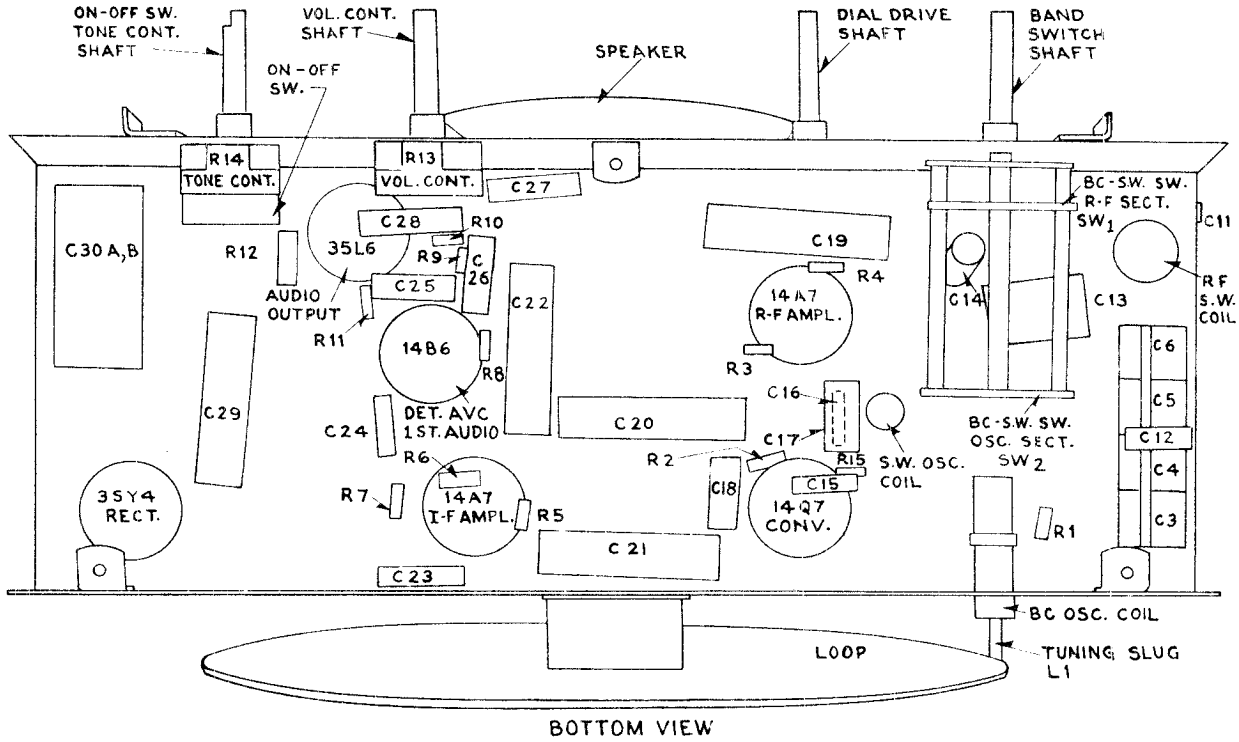 ON-OFF SW.
TONE CONT.
SHAFT
VOL. CONT.
SHAFT
DIAL DRIVE
SHAFT
BAND
SWITCH
SHAFT
SPEAKER
ON-OFF
SW.
R14
TONE CONT.
R13
VOL. CONT.
C27
BC-S.W. SW.
R-F SECT.
SW1
C11
C30A,B
R12
35L6
C28
R10
R9
C
26
C19
R4
C25
AUDIO
OUTPUT
R11
C22
14A7
R-F AMPL.
C14
C13
RF
S.W.
COIL
14B6
R8
R3
C6
C29
C24
DET. AVC
1ST. AUDIO
C20
C16
C17
C5
BC-S.W. SW.
OSC. SECT.
SW2
C12
R6
R2
R15
S.W. OSC.
COIL
35Y4
RECT.
R7
14A7
I-F AMPL.
R5
C18
C15
14Q7
CONV.
C4
C3
R1
C21
C23
BC OSC. COIL
LOOP
TUNING SLUG
L1
BOTTOM VIEW